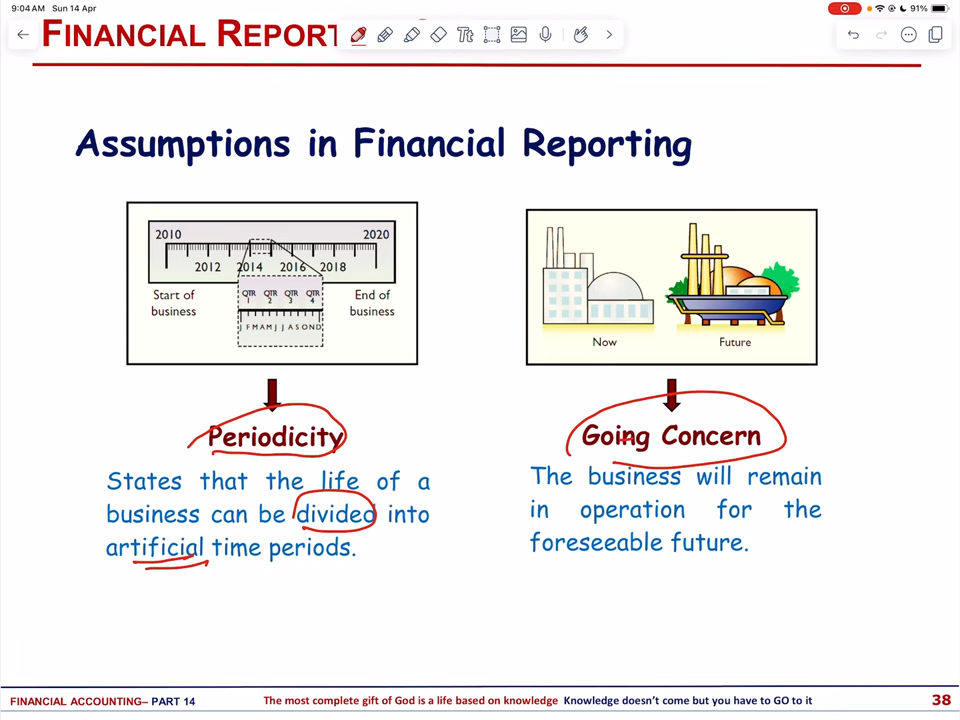 9:04 AM Sun 14 Apr
91%
FINANCIAL REPORT
Tt
Assumptions in Financial Reporting
2010 2020
2012 2014 2016 2018
Start of business
End of business
QTR 1 QTR 2 QTR 3 QTR 4
J F M A M J J A S O N D
Now Future
Periodicity
States that the life of a
business can be divided into
artificial time periods.
Going Concern
The business will remain
in operation for the
foreseeable future.
FINANCIAL ACCOUNTING– PART 14
The most complete gift of God is a life based on knowledge Knowledge doesn't come but you have to GO to it
38